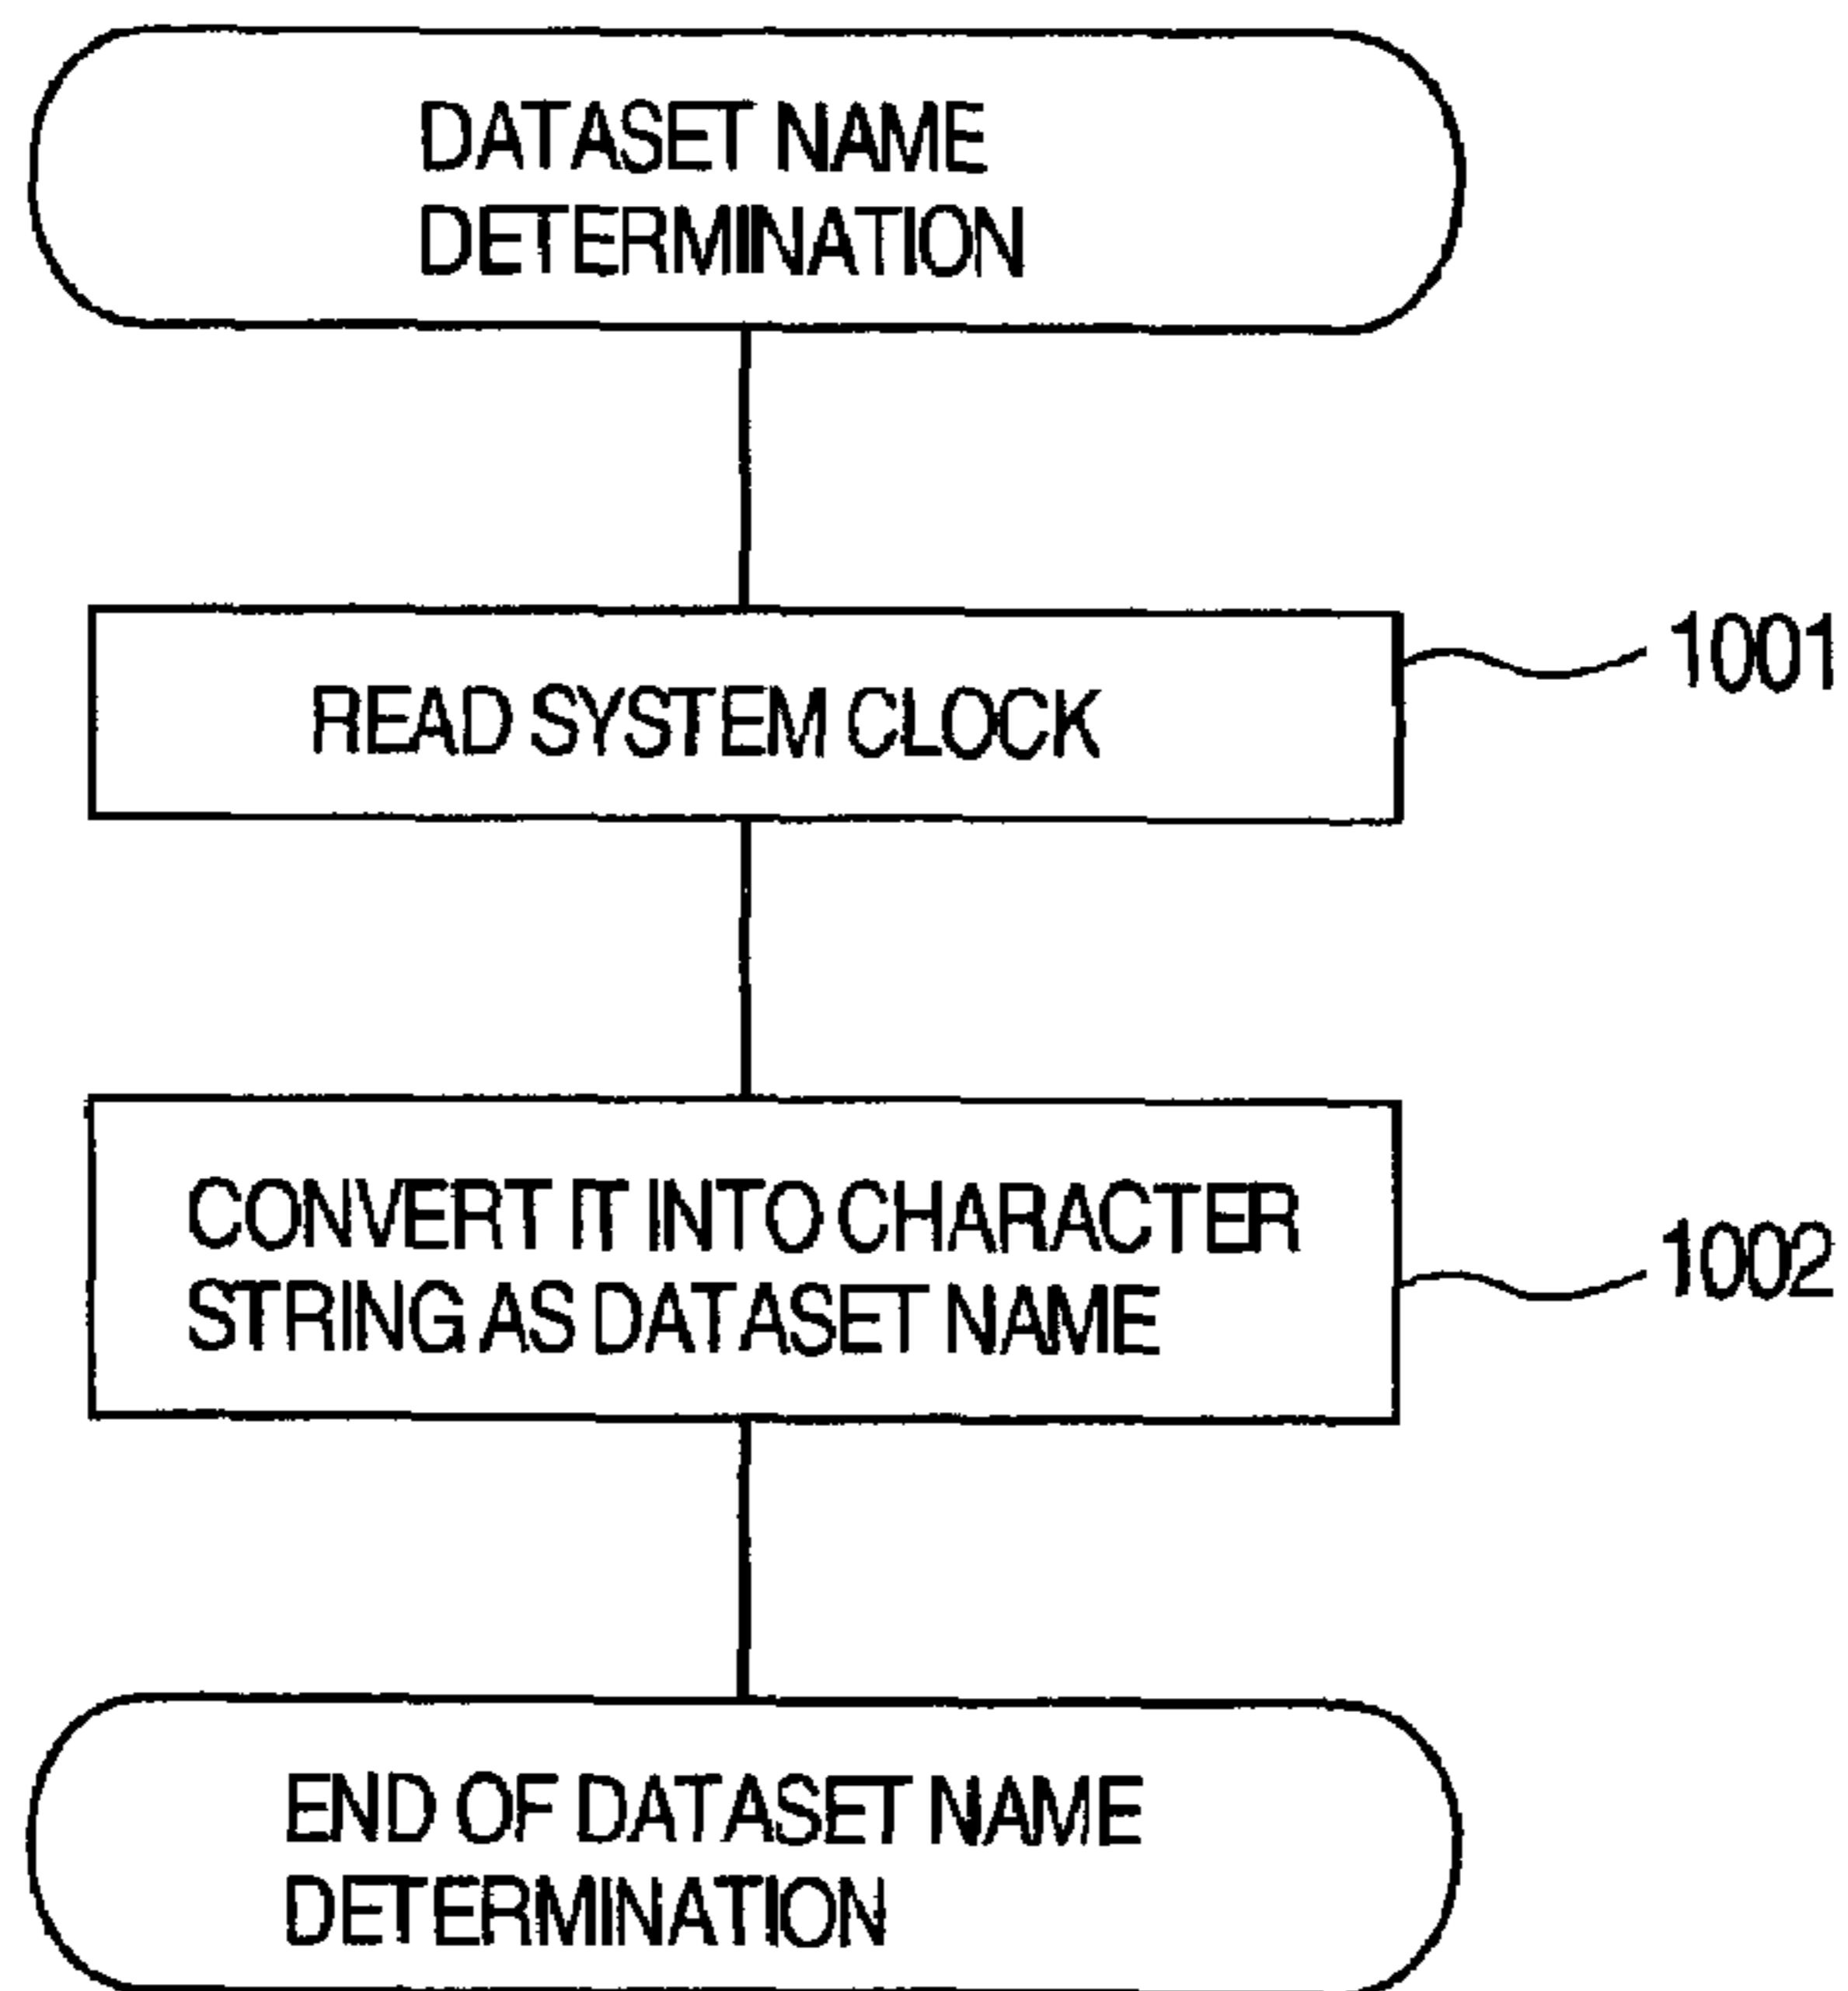 DATASET NAME
DETERMINATION
READ SYSTEM CLOCK
1001
CONVERT IT INTO CHARACTER
STRING AS DATASET NAME
1002
END OF DATASET NAME
DETERMINATION